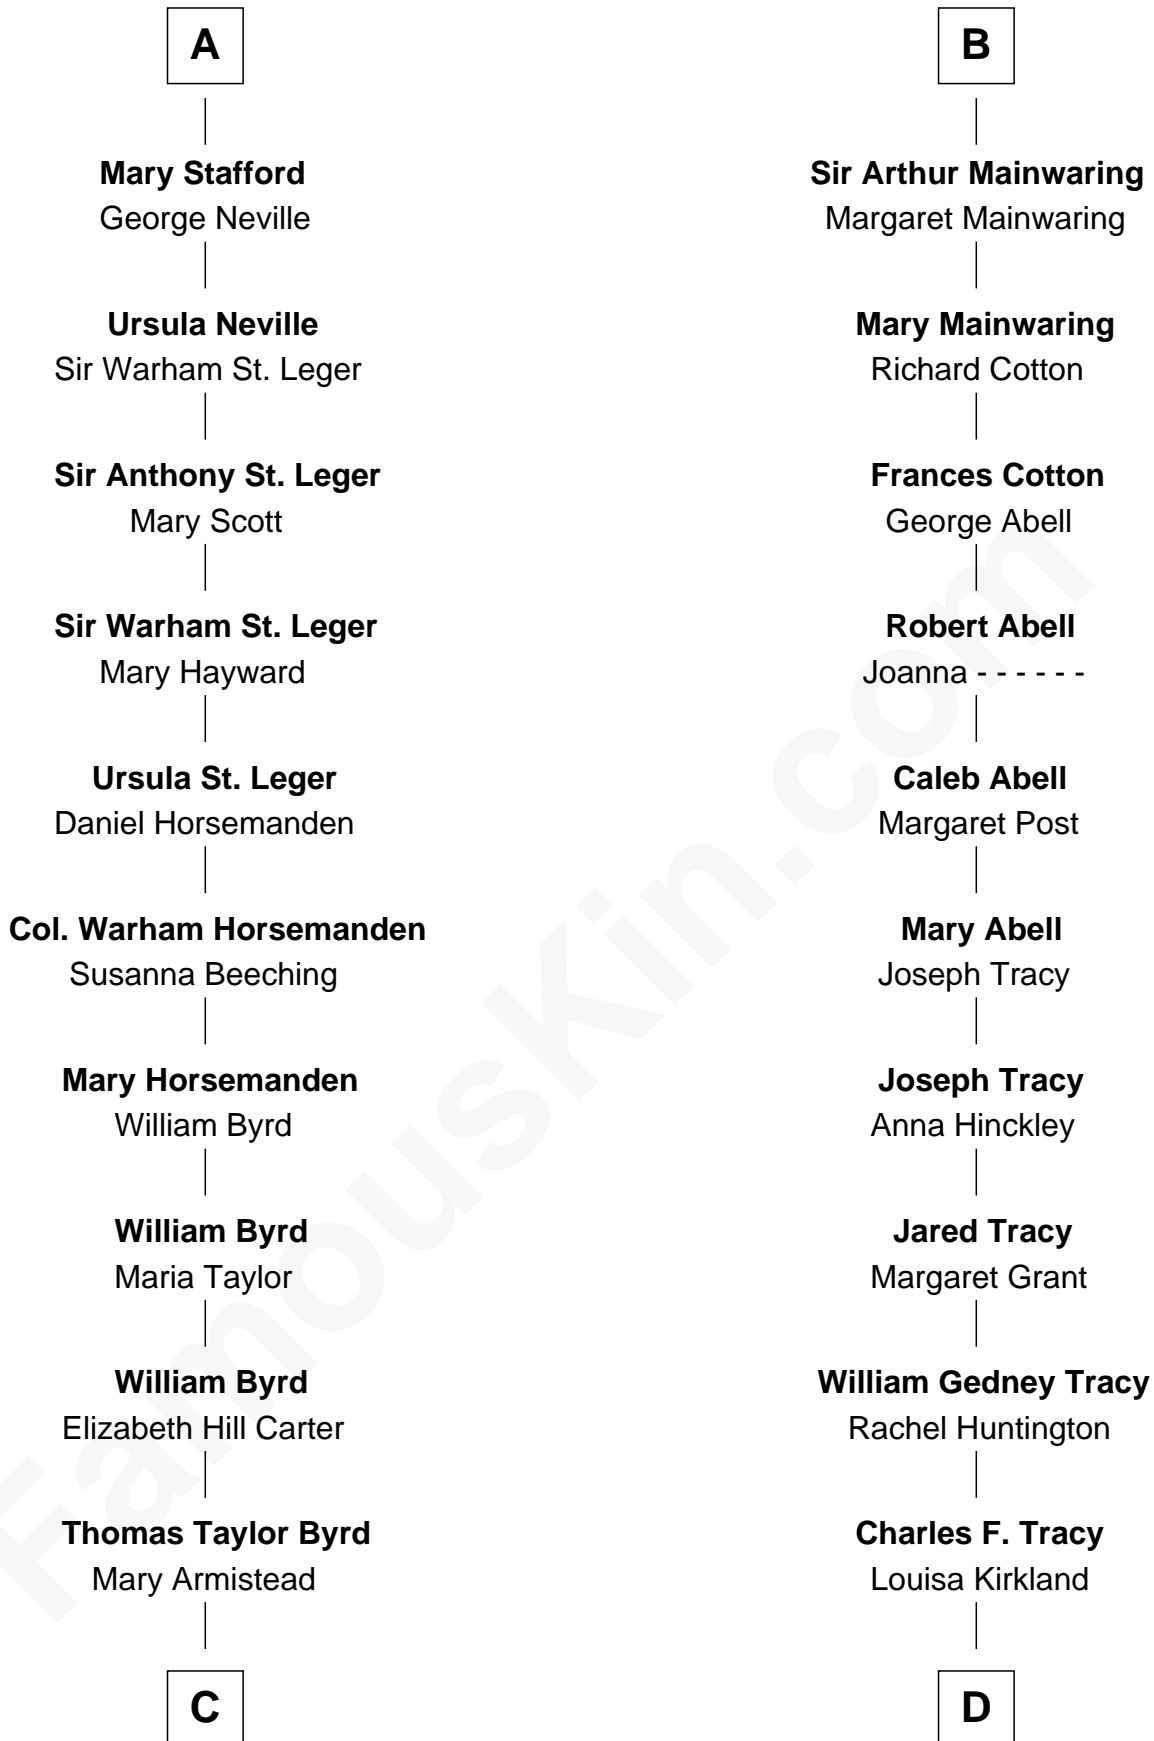 A
Mary Stafford
George Neville
Ursula Neville
Sir Warham St. Leger
Sir Anthony St. Leger
Mary Scott
Sir Warham St. Leger
Mary Hayward
Ursula St. Leger
Daniel Horsemanden
Col. Warham Horsemanden
Susanna Beeching
Mary Horsemanden
William Byrd
William Byrd
Maria Taylor
William Byrd
Elizabeth Hill Carter
Thomas Taylor Byrd
Mary Armistead
C
B
Sir Arthur Mainwaring
Margaret Mainwaring
Mary Mainwaring
Richard Cotton
Frances Cotton
George Abell
Robert Abell
Joanna - - - - - -
Caleb Abell
Margaret Post
Mary Abell
Joseph Tracy
Joseph Tracy
Anna Hinckley
Jared Tracy
Margaret Grant
William Gedney Tracy
Rachel Huntington
Charles F. Tracy
Louisa Kirkland
D
FamousKin.com